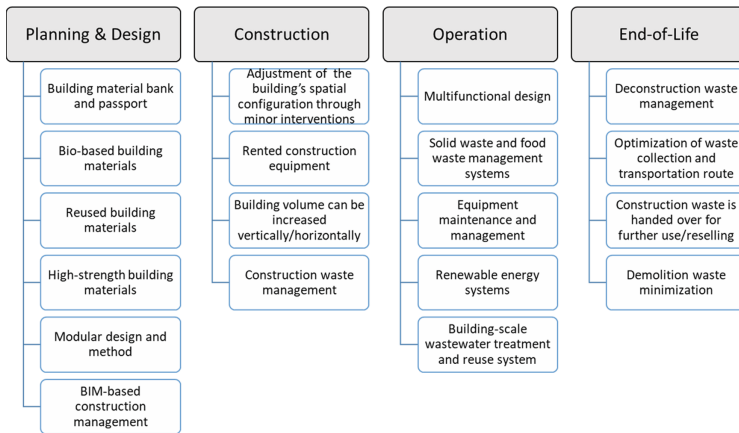 Planning & Design
Building material bank
and passport
Bio-based building
materials
Reused building
materials
High-strength building
materials
Modular design and
method
BIM-based
construction
management
Construction
Adjustment of the
building's spatial
configuration through
minor interventions
Rented construction
equipment
Building volume can be
increased
vertically/horizontally
Construction waste
management
Operation
Multifunctional design
Solid waste and food
waste management
systems
Equipment
maintenance and
management
Renewable energy
systems
Building-scale
wastewater treatment
and reuse system
End-of-Life
Deconstruction waste
management
Optimization of waste
collection and
transportation route
Construction waste is
handed over for
further use/reselling
Demolition waste
minimization